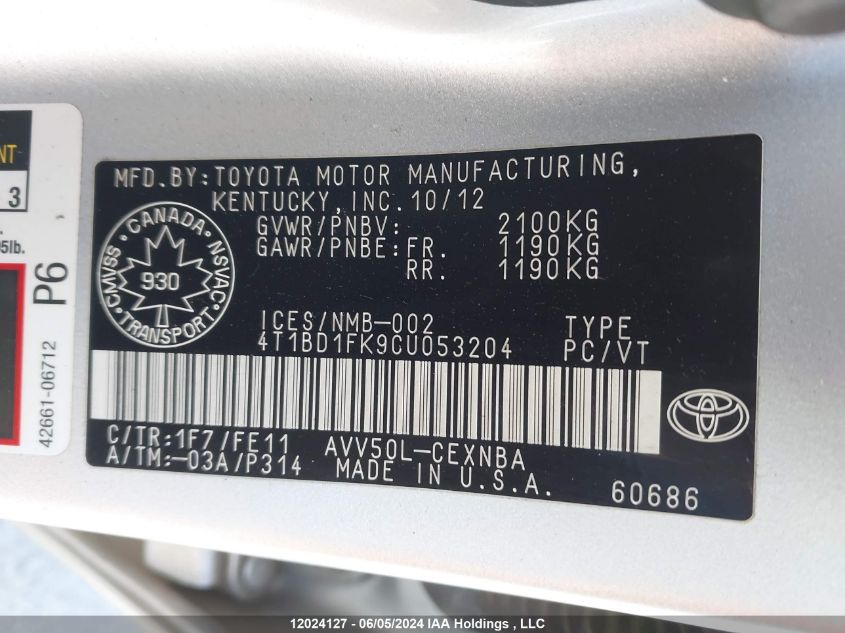 NT
3
5lb.
P6
42661-06712
MFD.BY:TOYOTA MOTOR MANUFACTURING,
KENTUCKY, INC. 10/12
GVWR/PNBV: 2100KG
GAWR/PNBE: FR. 1190KG
RR. 1190KG
CANADA
CMVSS NSVAC
930
TRANSPORT
ICES/NMB-002 TYPE
4T1BD1FK9CU053204 PC/VT
C/TR:1F7/FE11 AVV50L-CEXNBA
A/TM:-03A/P314 MADE IN U.S.A.
60686
12024127 - 06/05/2024 IAA Holdings , LLC